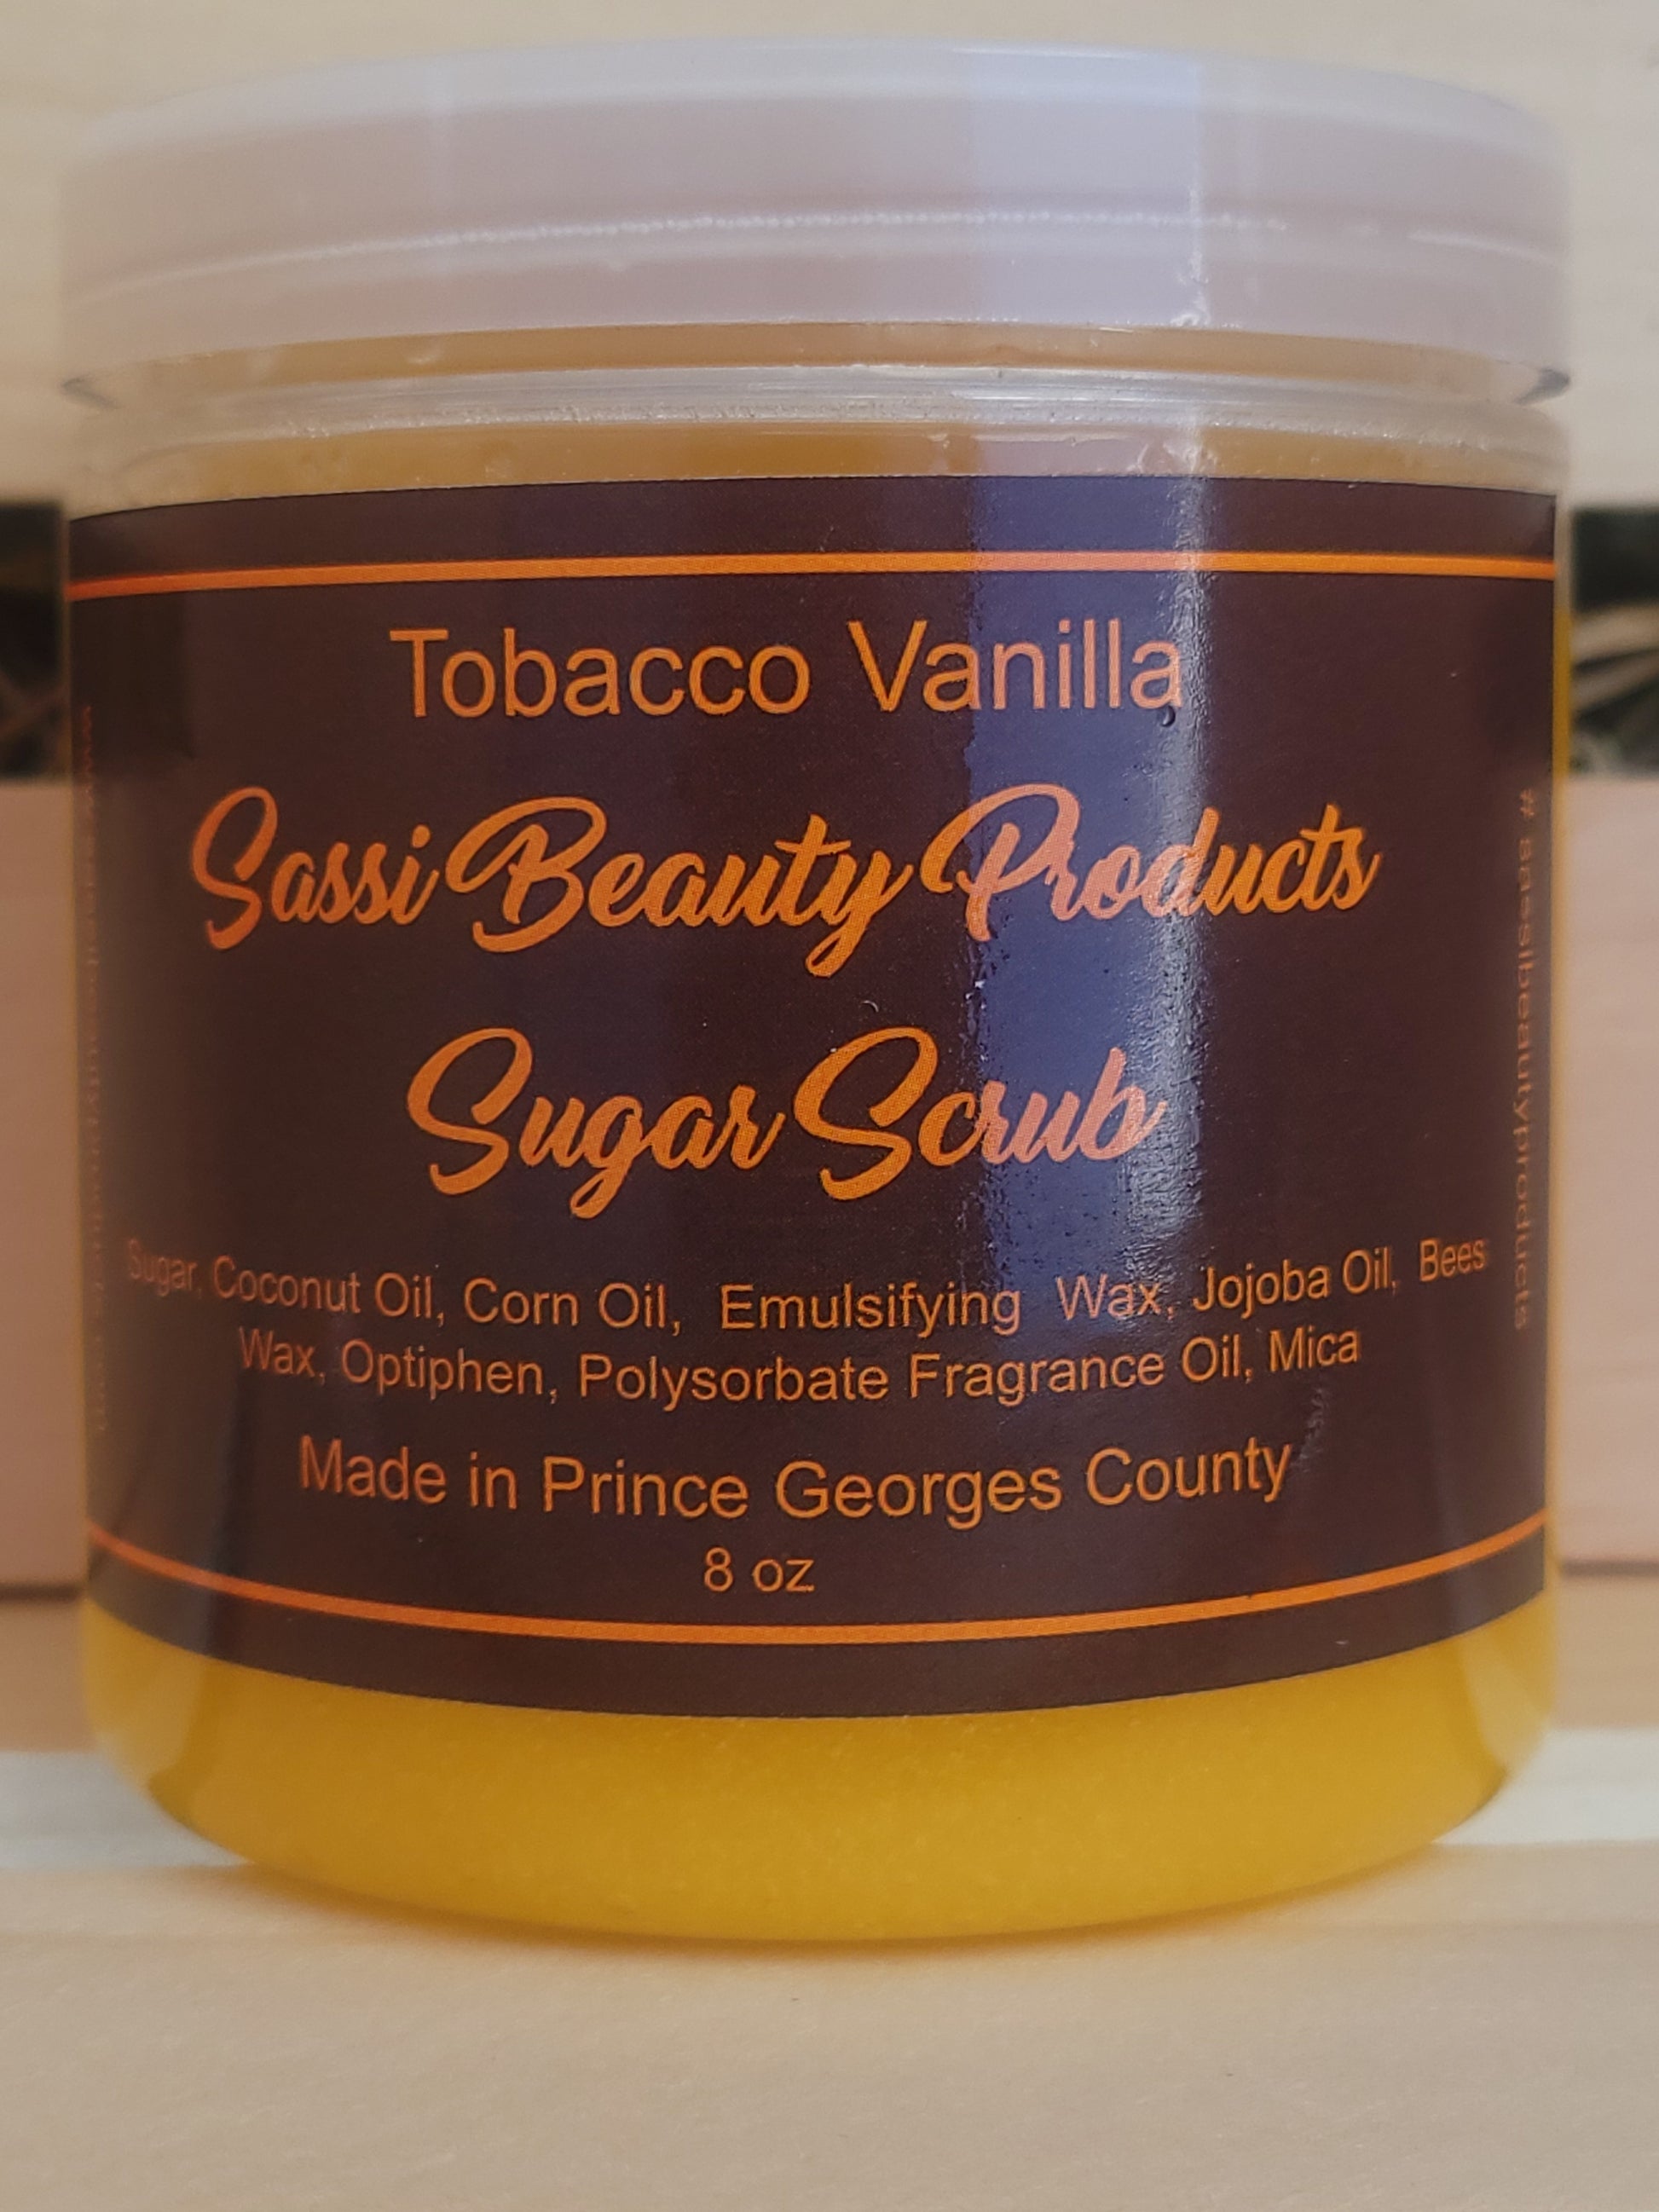 Tobacco Vanilla
Sassi Beauty Products
Sugar Scrub
Sugar, Coconut Oil, Corn Oil, Emulsifying Wax, Jojoba Oil, Bees
Wax, Optiphen, Polysorbate Fragrance Oil, Mica
Made in Prince Georges County
8 oz
# sassibeautyproducts